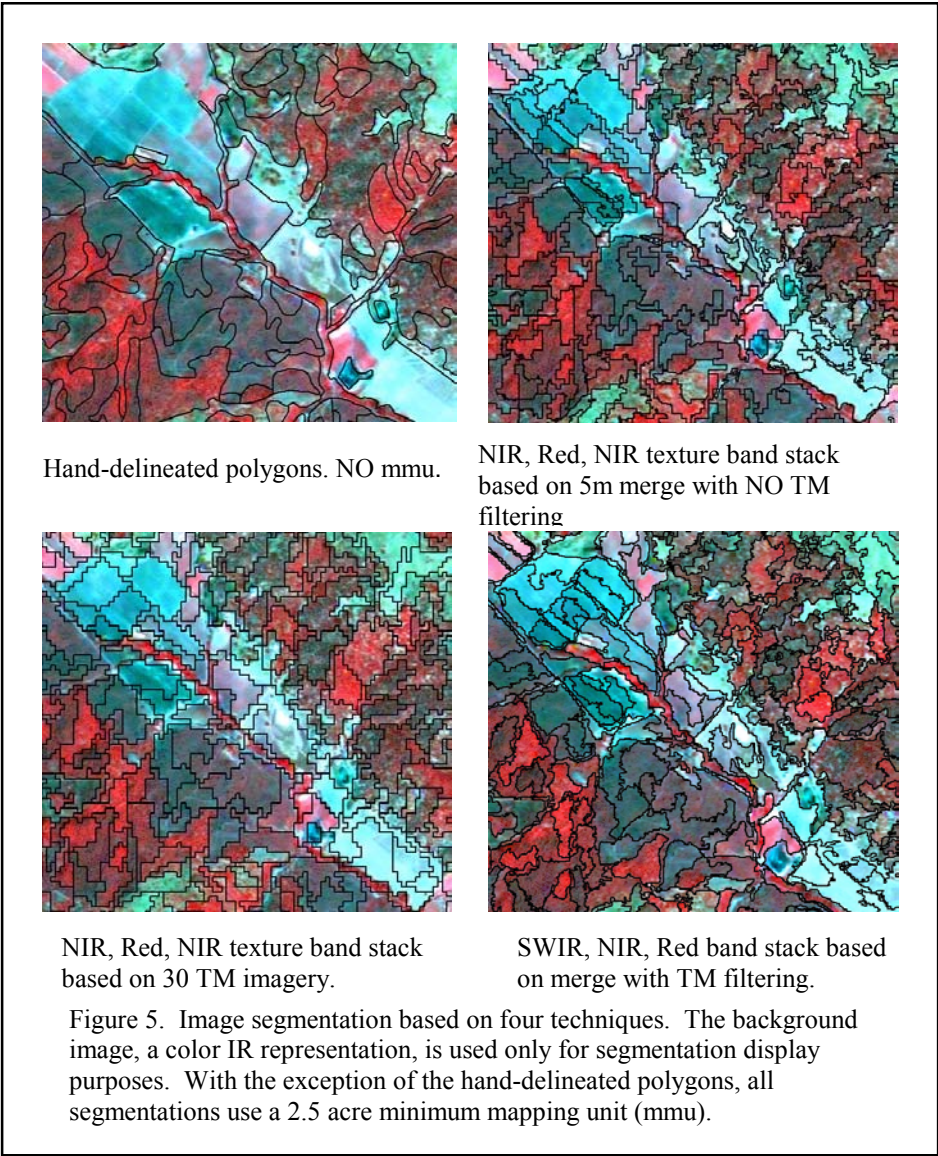 Hand-delineated polygons. NO mmu.
NIR, Red, NIR texture band stack
based on 5m merge with NO TM
filtering
NIR, Red, NIR texture band stack
based on 30 TM imagery.
SWIR, NIR, Red band stack based
on merge with TM filtering.
Figure 5. Image segmentation based on four techniques. The background
image, a color IR representation, is used only for segmentation display
purposes. With the exception of the hand-delineated polygons, all
segmentations use a 2.5 acre minimum mapping unit (mmu).